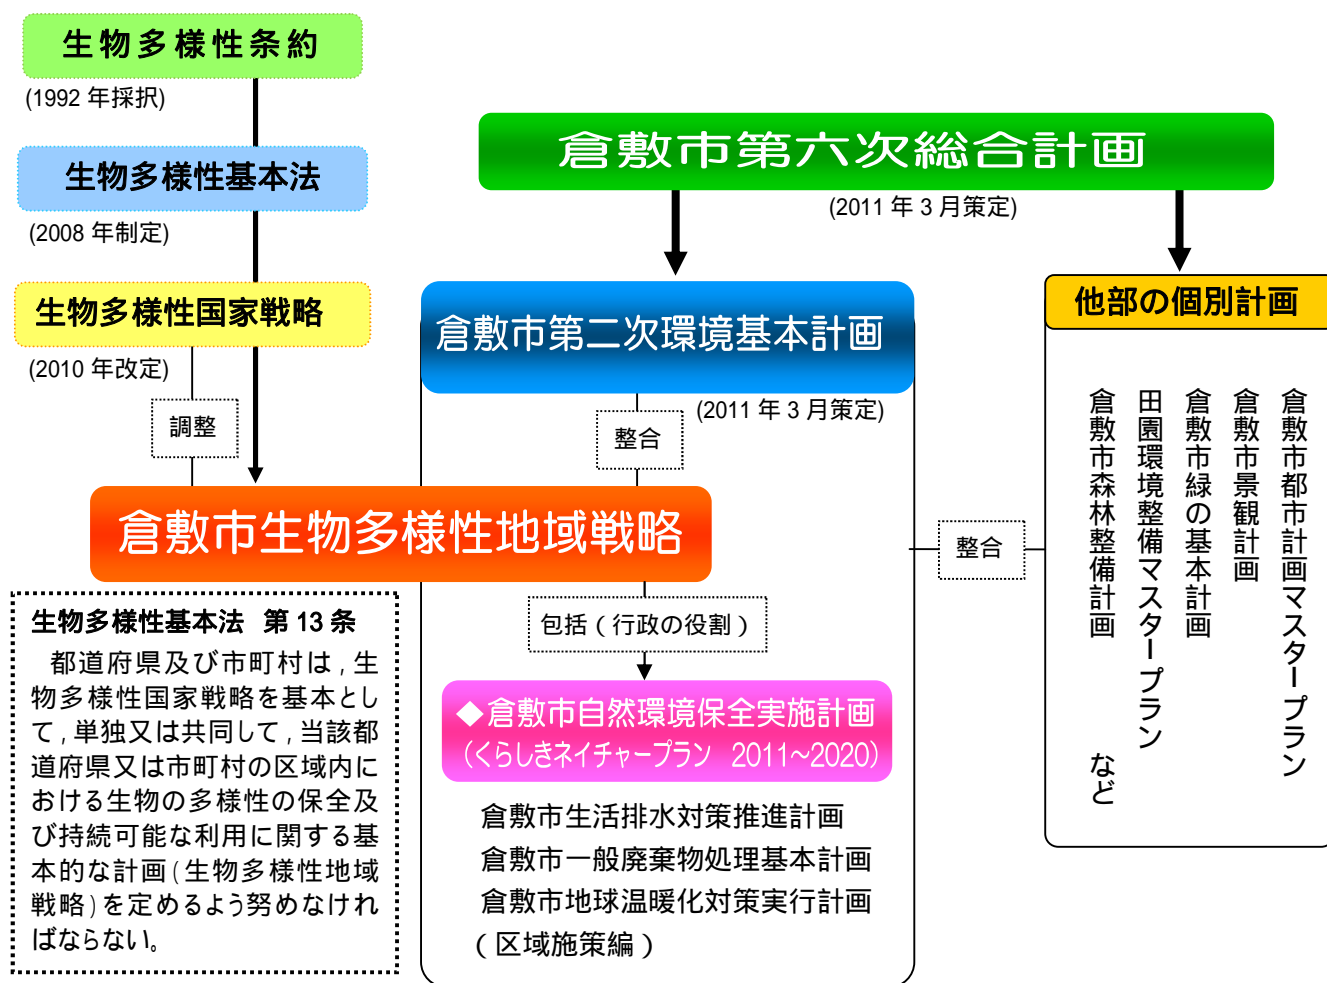 生物多様性条約
(1992 年採択)
生物多様性基本法
(2008 年制定)
生物多様性国家戦略
(2010 年改定)
調整
倉敷市第六次総合計画
(2011 年 3 月策定)
倉敷市第二次環境基本計画
(2011 年 3 月策定)
整合
倉敷市生物多様性地域戦略
包括（行政の役割）
◆倉敷市自然環境保全実施計画
(くらしきネイチャープラン 2011~2020)
倉敷市生活排水対策推進計画
倉敷市一般廃棄物処理基本計画
倉敷市地球温暖化対策実行計画
（区域施策編）
整合
他部の個別計画
倉敷市都市計画マスタープラン
倉敷市景観計画
倉敷市緑の基本計画
田園環境整備マスタープラン
倉敷市森林整備計画 など
生物多様性基本法 第 13 条
都道府県及び市町村は,生
物多様性国家戦略を基本とし
て,単独又は共同して,当該都
道府県又は市町村の区域内に
おける生物の多様性の保全及
び持続可能な利用に関する基
本的な計画(生物多様性地域
戦略)を定めるよう努めなけれ
ばならない。